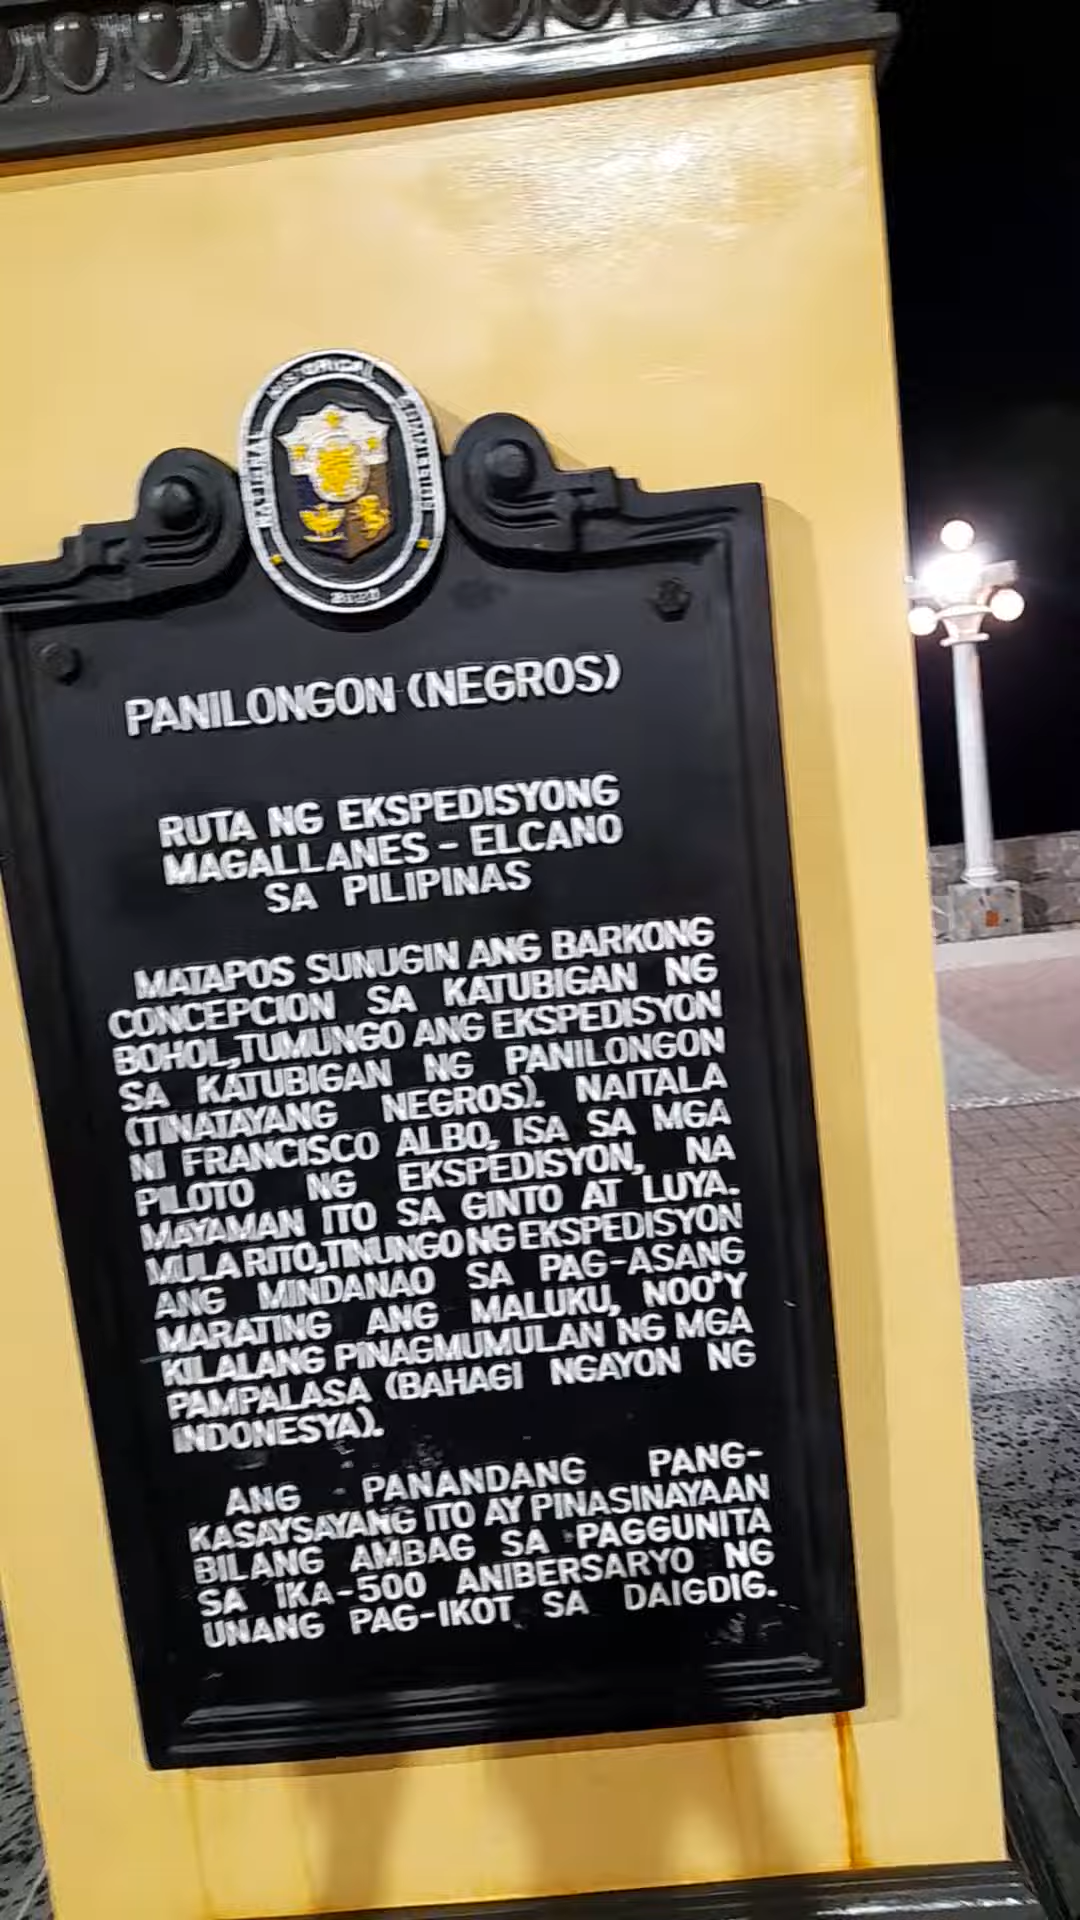 NATIONAL HISTORICAL COMMISSION
PANILONGON (NEGROS)
RUTA NG EKSPEDISYONG
MAGALLANES - ELCANO
SA PILIPINAS
MATAPOS SUNUGIN ANG BARKONG
CONCEPCION SA KATUBIGAN NG
BOHOL, TUMUNGO ANG EKSPEDISYON
SA KATUBIGAN NG PANILONGON
(TINATAYANG NEGROS). NAITALA
NI FRANCISCO ALBO, ISA SA MGA
PILOTO NG EKSPEDISYON, NA
MAYAMAN ITO SA GINTO AT LUYA.
MULA RITO, TINUNGO NG EKSPEDISYON
ANG MINDANAO SA PAG-ASANG
MARATING ANG MALUKU, NOO'Y
KILALANG PINAGMUMULAN NG MGA
PAMPALASA (BAHAGI NGAYON NG
INDONESYA).
ANG PANANDANG PANG-
KASAYSAYANG ITO AY PINASINAYAAN
BILANG AMBAG SA PAGGUNITA
SA IKA-500 ANIBERSARYO NG
UNANG PAG-IKOT SA DAIGDIG.